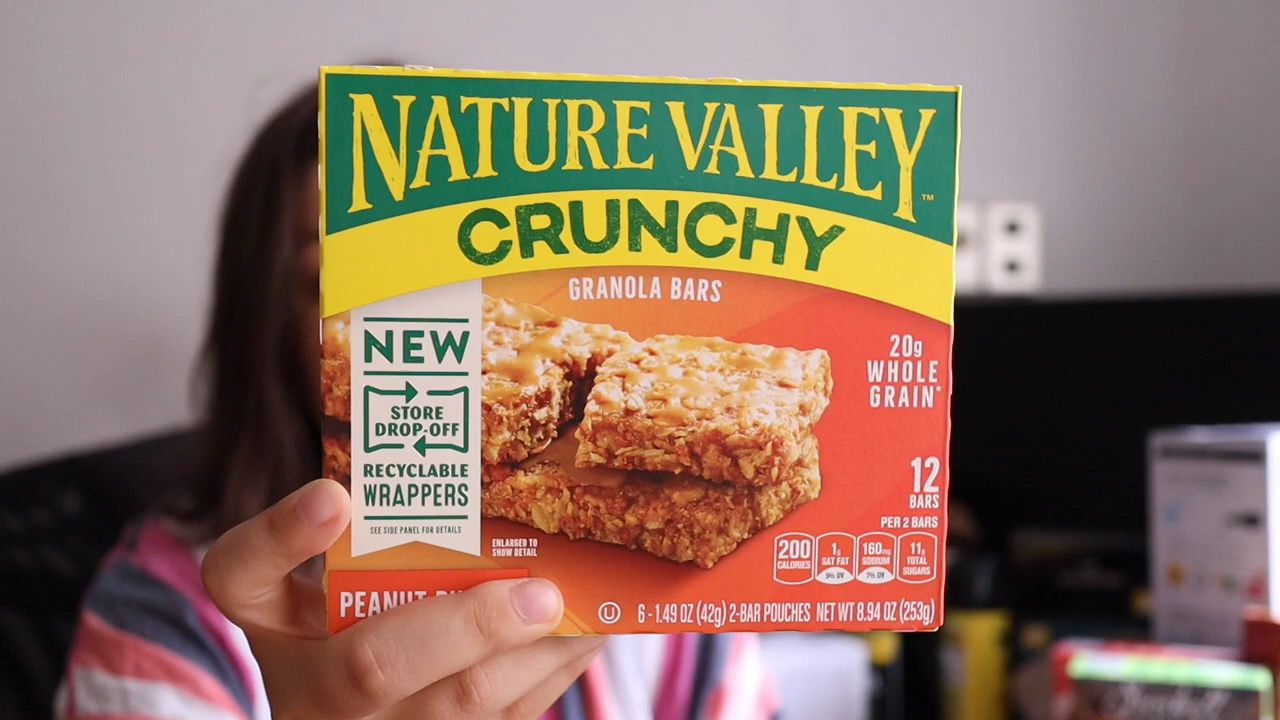 NATURE VALLEY™
CRUNCHY
GRANOLA BARS
NEW
STORE
DROP-OFF
RECYCLABLE
WRAPPERS
SEE SIDE PANEL FOR DETAILS
ENLARGED TO
SHOW DETAIL
20g
WHOLE
GRAIN*
12
BARS
PER 2 BARS
200
CALORIES
1g
SAT FAT
5% DV
160mg
SODIUM
7% DV
11g
TOTAL
SUGARS
PEANUT
U
6 - 1.49 OZ (42g) 2-BAR POUCHES NET WT 8.94 OZ (253g)